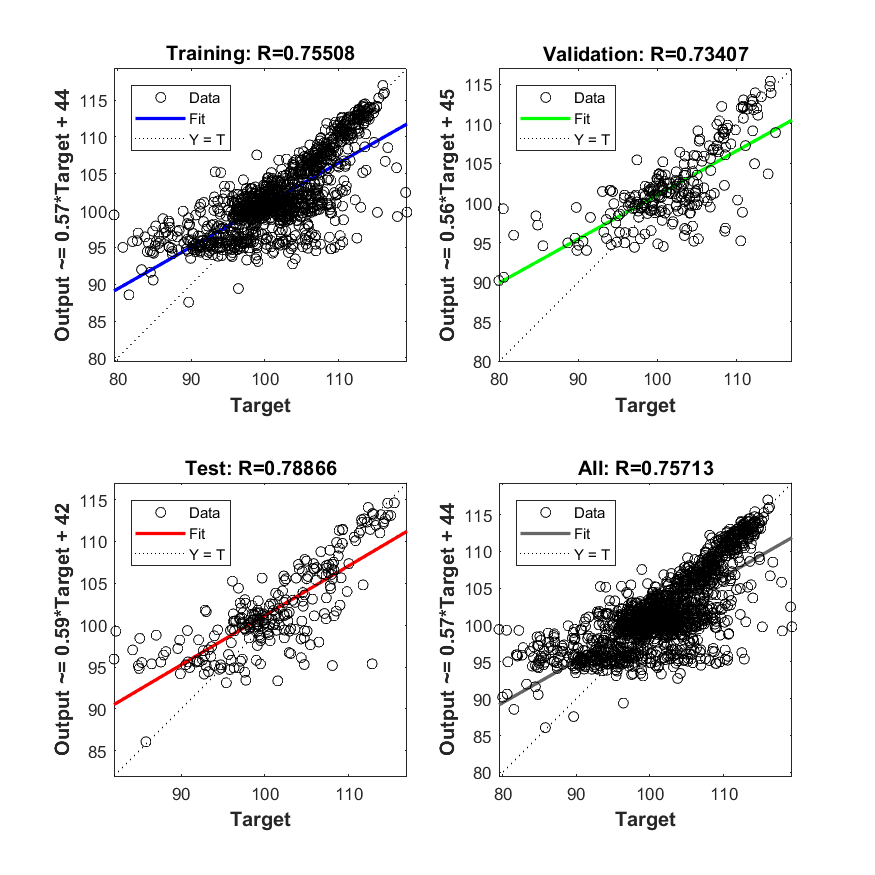 Training: R=0.75508
Output ~= 0.57*Target + 44
115
110
105
100
95
90
85
80
Data
Fit
Y = T
80
100
110
Target
Validation: R=0.73407
Output ~= 0.56*Target + 45
115
110
105
100
95
90
85
80
Data
Fit
Y = T
80
90
100
110
Target
Test: R=0.78866
Output ~= 0.59*Target + 42
115
110
105
100
95
90
85
Data
Fit
Y = T
90
100
110
Target
All: R=0.75713
Output ~= 0.57*Target + 44
115
110
105
100
95
90
85
80
Data
Fit
Y = T
80
90
100
110
Target